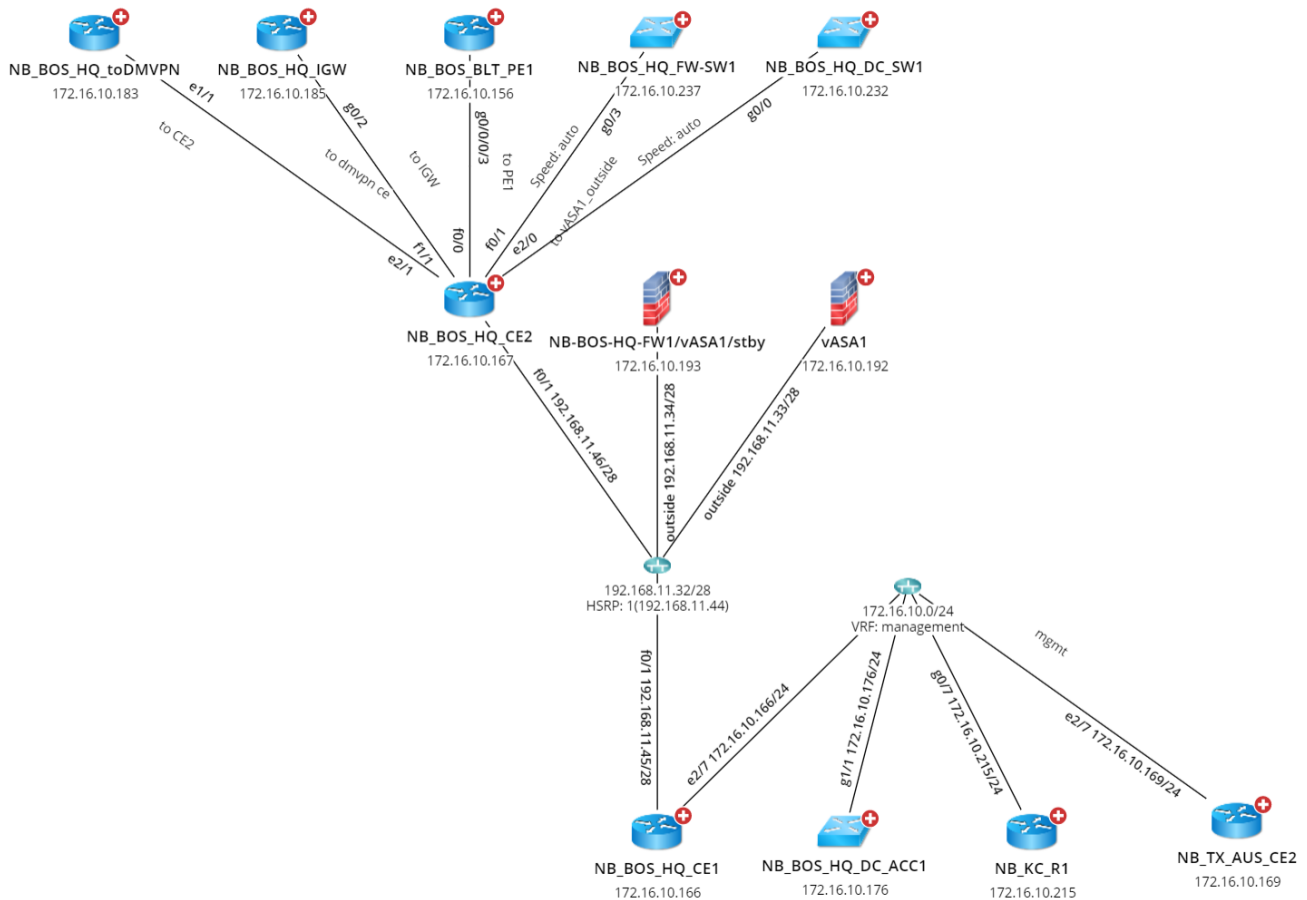 NB_BOS_HQ_toDMVPN
172.16.10.183
NB_BOS_HQ_IGW
172.16.10.185
NB_BOS_BLT_PE1
172.16.10.156
NB_BOS_HQ_FW-SW1
172.16.10.237
NB_BOS_HQ_DC_SW1
172.16.10.232
e1/1
to CE2
g0/2
to dmvpn ce
to IGW
g0/0/0/3
to PE1
g0/3
Speed: auto
g0/0
Speed: auto
to vASA1_outside
e2/1
f1/1
f0/0
f0/1
e2/0
NB_BOS_HQ_CE2
172.16.10.167
NB-BOS-HQ-FW1/vASA1/stby
172.16.10.193
vASA1
172.16.10.192
f0/1 192.168.11.46/28
outside 192.168.11.34/28
outside 192.168.11.33/28
192.168.11.32/28
HSRP: 1(192.168.11.44)
172.16.10.0/24
VRF: management
mgmt
f0/1 192.168.11.45/28
e2/7 172.16.10.166/24
g1/1 172.16.10.176/24
g0/7 172.16.10.215/24
e2/7 172.16.10.169/24
NB_BOS_HQ_CE1
172.16.10.166
NB_BOS_HQ_DC_ACC1
172.16.10.176
NB_KC_R1
172.16.10.215
NB_TX_AUS_CE2
172.16.10.169